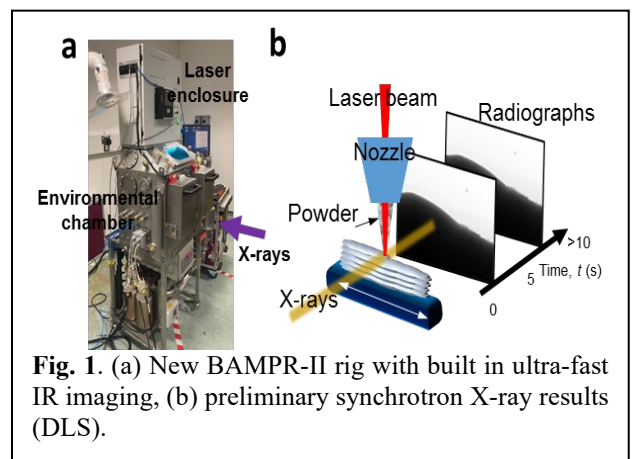 a
Laser
enclosure
Environmental
chamber
X-rays
b
Laser beam
Radiographs
Nozzle
Powder
X-rays
>10
5 Time, t (s)
0
Fig. 1. (a) New BAMPR-II rig with built in ultra-fast
IR imaging, (b) preliminary synchrotron X-ray results
(DLS).